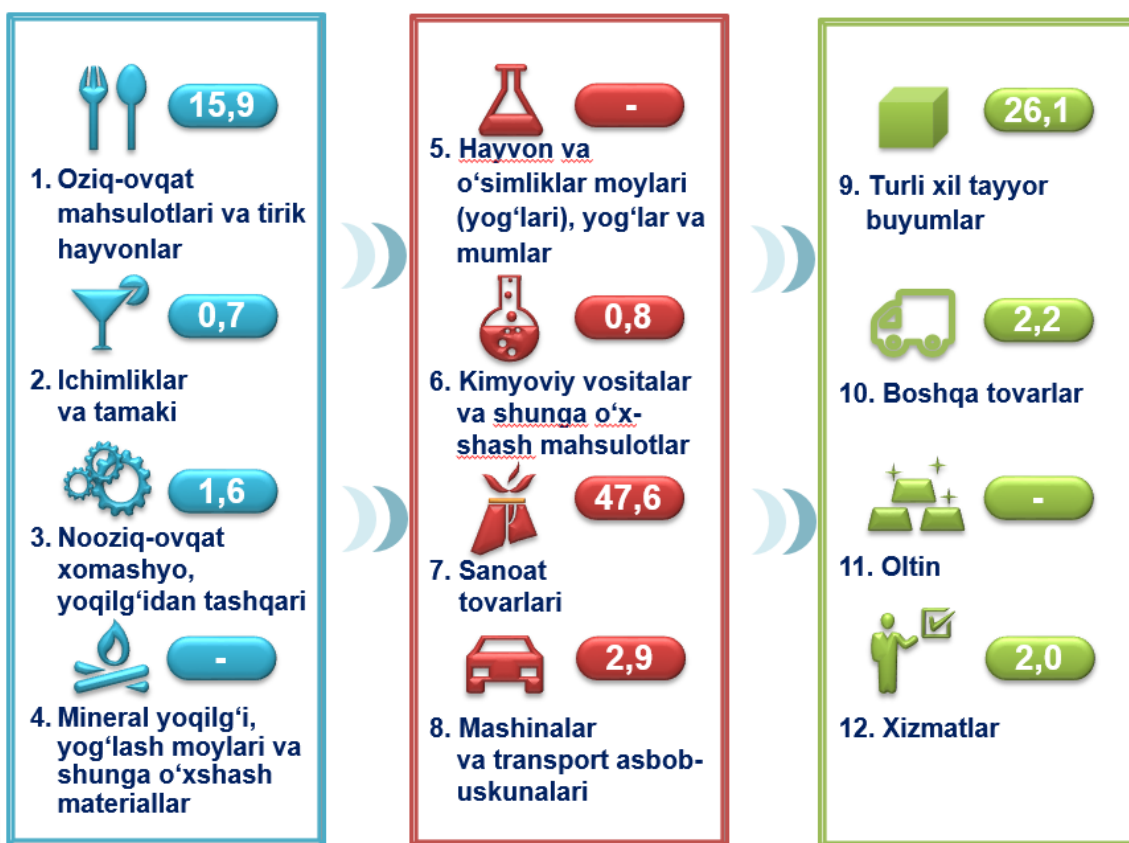 15,9
1. Oziq-ovqat
mahsulotlari va tirik
hayvonlar
0,7
2. Ichimliklar
va tamaki
1,6
3. Nooziq-ovqat
xomashyo,
yoqilg‘idan tashqari
-
4. Mineral yoqilg‘i,
yog‘lash moylari va
shunga o‘xshash
materiallar
-
5. Hayvon va
o‘simliklar moylari
(yog‘lari), yog‘lar va
mumlar
0,8
6. Kimyoviy vositalar
va shunga o‘x-
shash mahsulotlar
47,6
7. Sanoat
tovarlari
2,9
8. Mashinalar
va transport asbob-
uskunalari
26,1
9. Turli xil tayyor
buyumlar
2,2
10. Boshqa tovarlar
-
11. Oltin
2,0
12. Xizmatlar